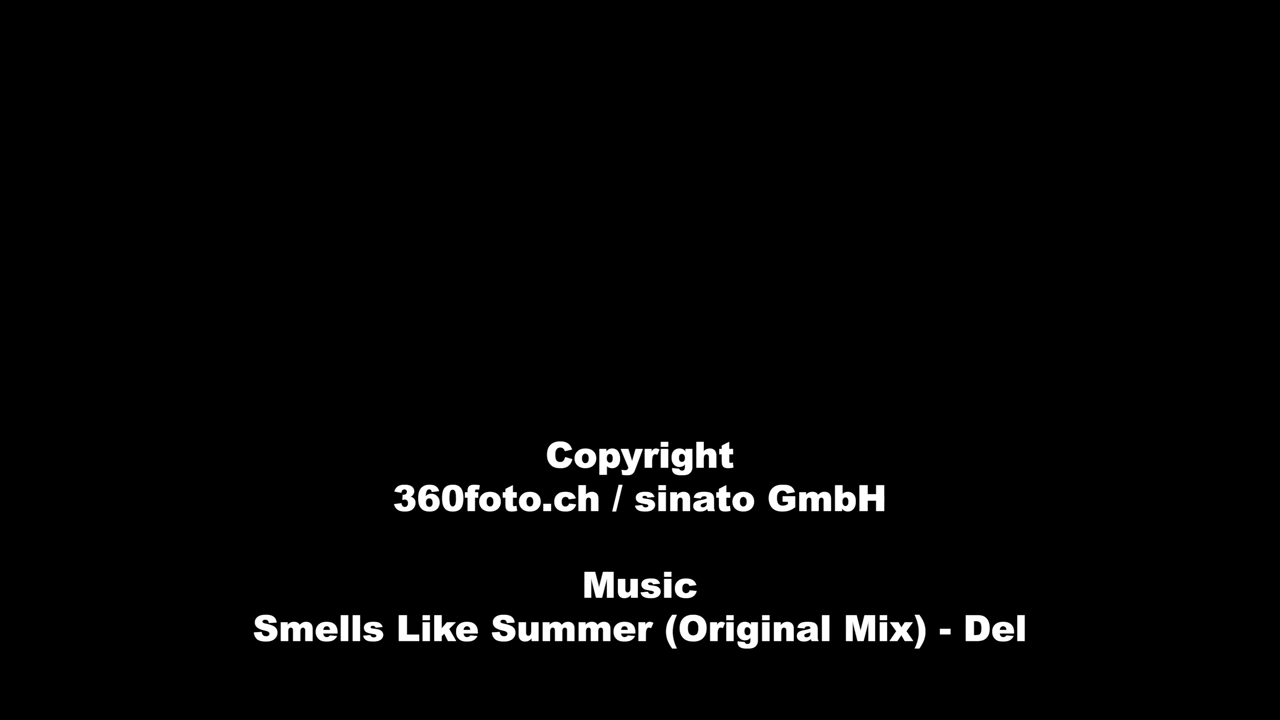 Copyright
360foto.ch / sinato GmbH
Music
Smells Like Summer (Original Mix) - Del